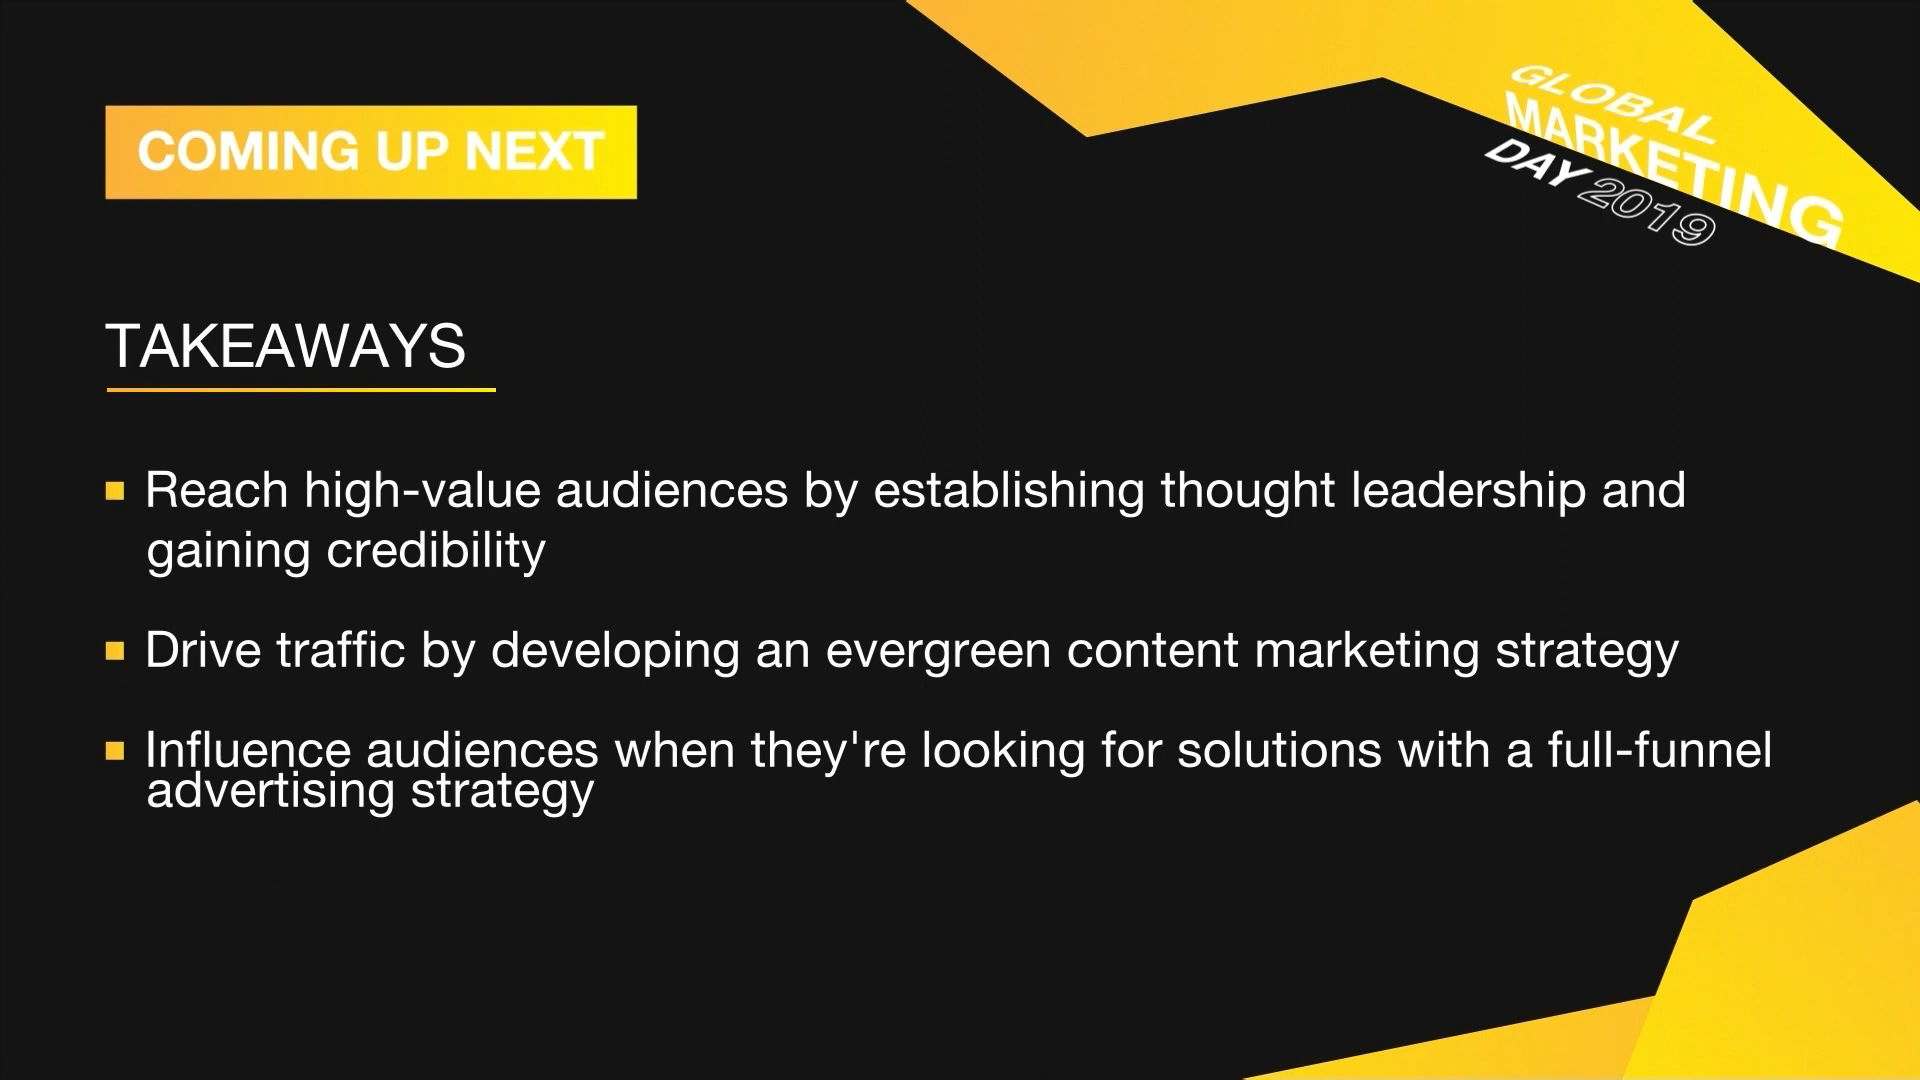 GLOBAL
MARKETING
DAY 2019
COMING UP NEXT
TAKEAWAYS
Reach high-value audiences by establishing thought leadership and
gaining credibility
Drive traffic by developing an evergreen content marketing strategy
Influence audiences when they're looking for solutions with a full-funnel
advertising strategy